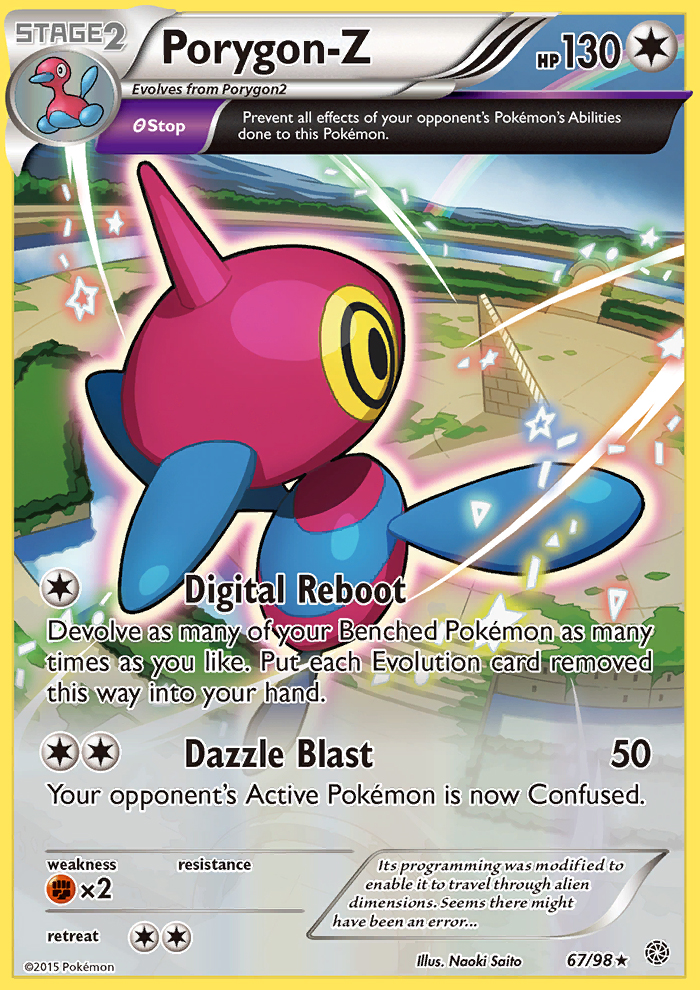 STAGE2
Porygon-Z
HP130
Evolves from Porygon2
θStop
Prevent all effects of your opponent's Pokémon's Abilities
done to this Pokémon.
Digital Reboot
Devolve as many of your Benched Pokémon as many
times as you like. Put each Evolution card removed
this way into your hand.
Dazzle Blast 50
Your opponent's Active Pokémon is now Confused.
weakness resistance
×2
retreat
Its programming was modified to
enable it to travel through alien
dimensions. Seems there might
have been an error...
©2015 Pokémon
Illus. Naoki Saito
67/98★